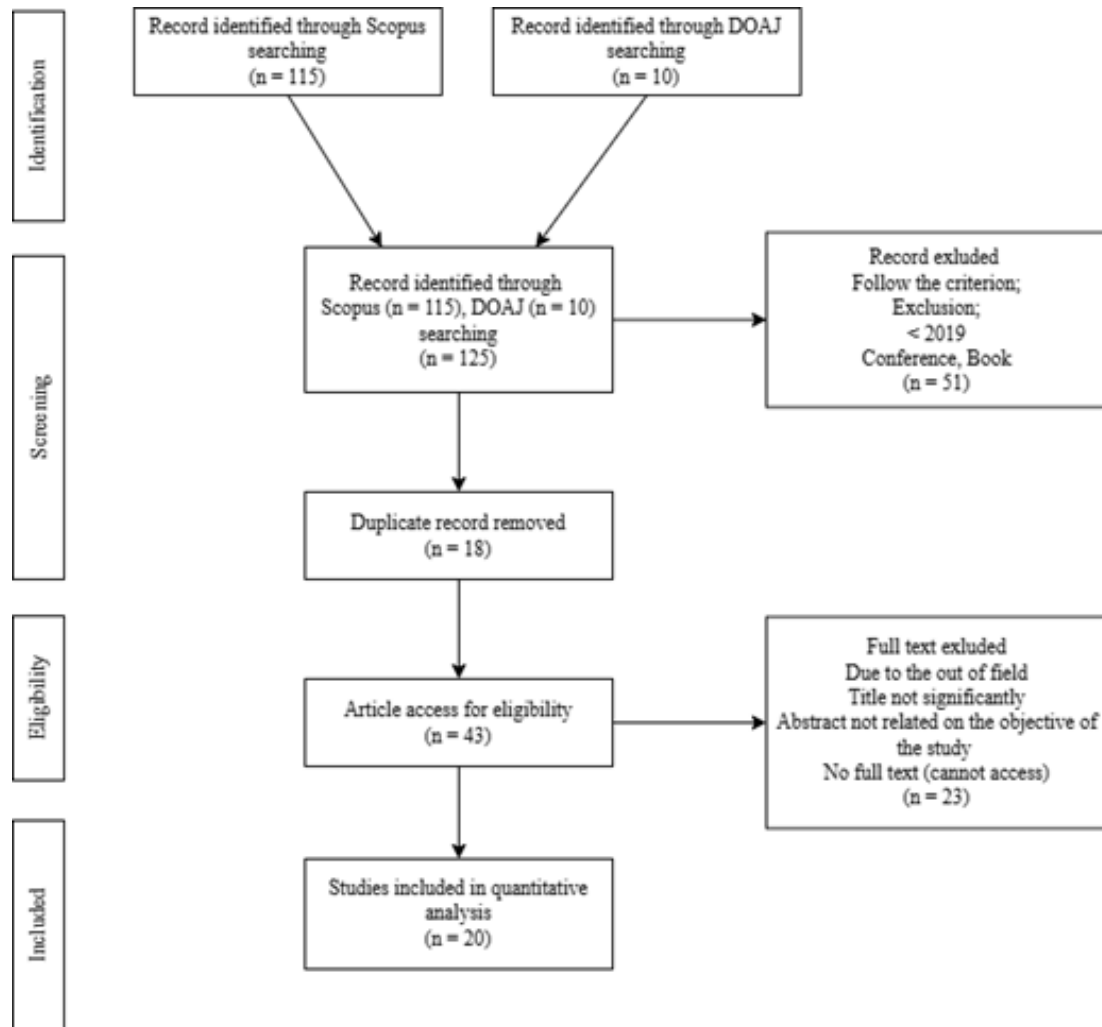 Identification
Record identified through Scopus
searching
(n = 115)
Record identified through DOAJ
searching
(n = 10)
Screening
Record identified through
Scopus (n = 115), DOAJ (n = 10)
searching
(n = 125)
Record exluded
Follow the criterion;
Exclusion;
< 2019
Conference, Book
(n = 51)
Duplicate record removed
(n = 18)
Eligibility
Article access for eligibility
(n = 43)
Full text exluded
Due to the out of field
Title not significantly
Abstract not related on the objective of
the study
No full text (cannot access)
(n = 23)
Included
Studies included in quantitative
analysis
(n = 20)